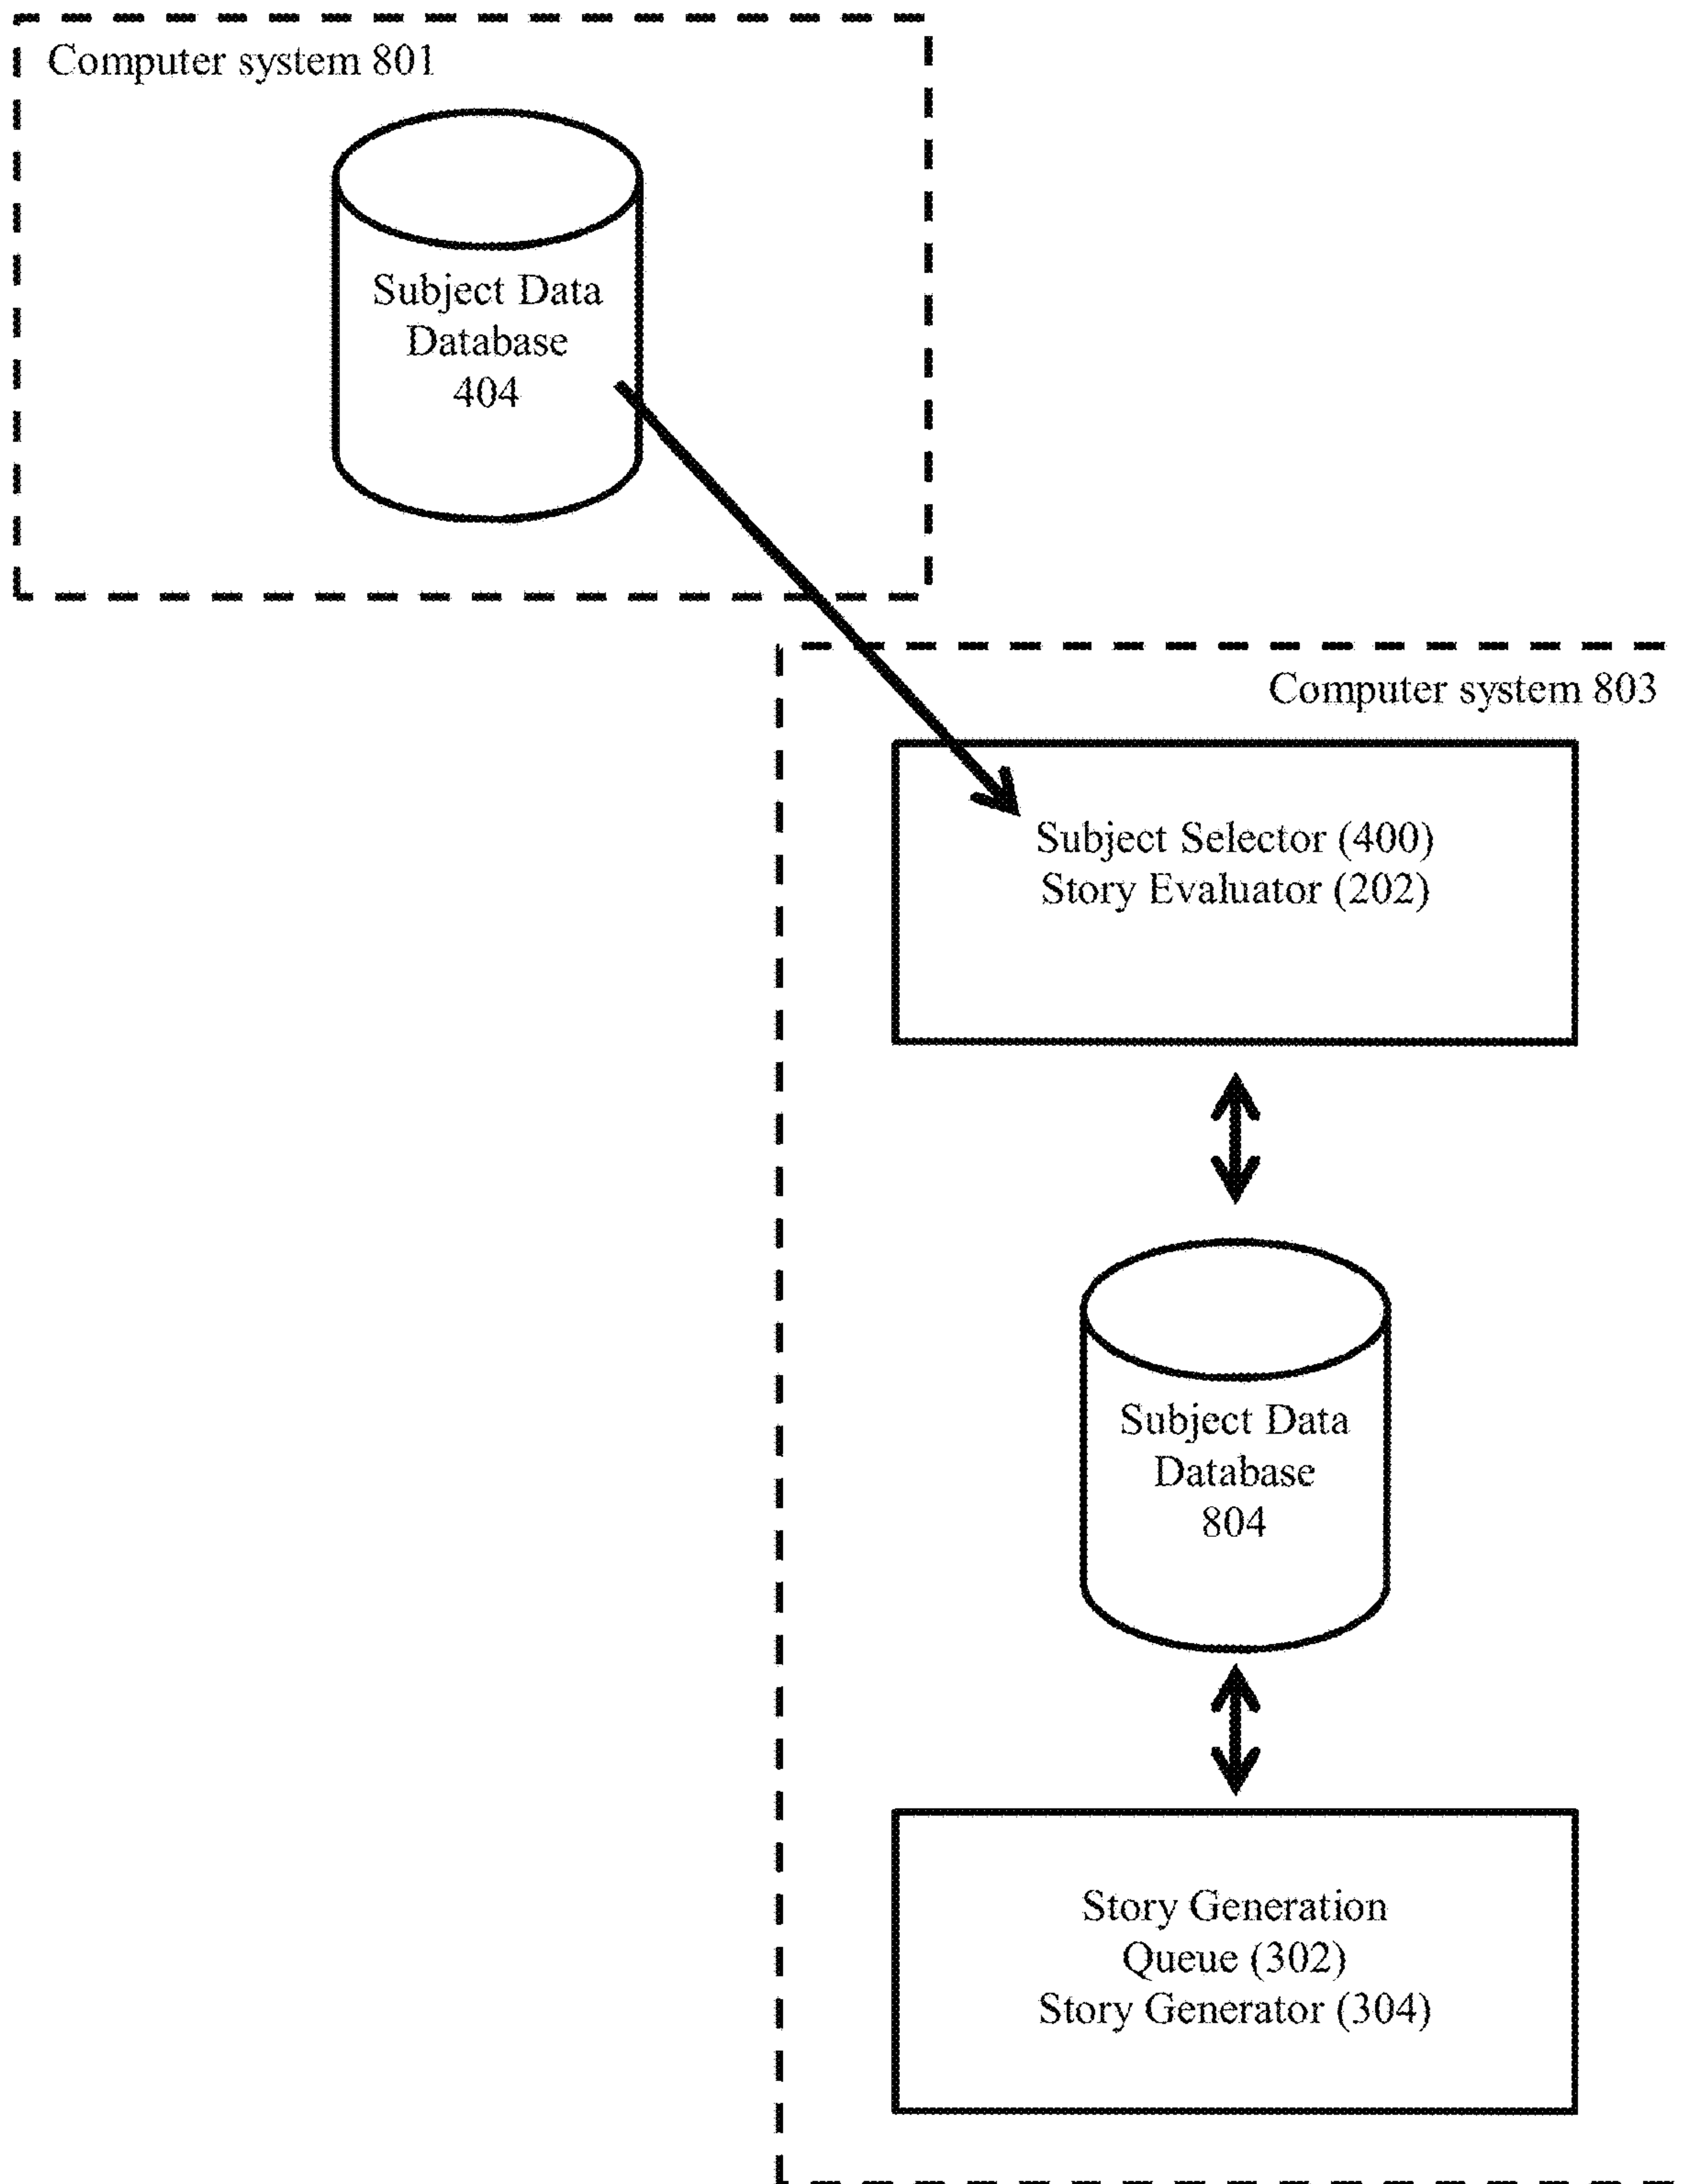 Computer system 801
Subject Data
Database
404
Computer system 803
Subject Selector (400)
Story Evaluator (202)
Subject Data
Database
804
Story Generation
Queue (302)
Story Generator (304)